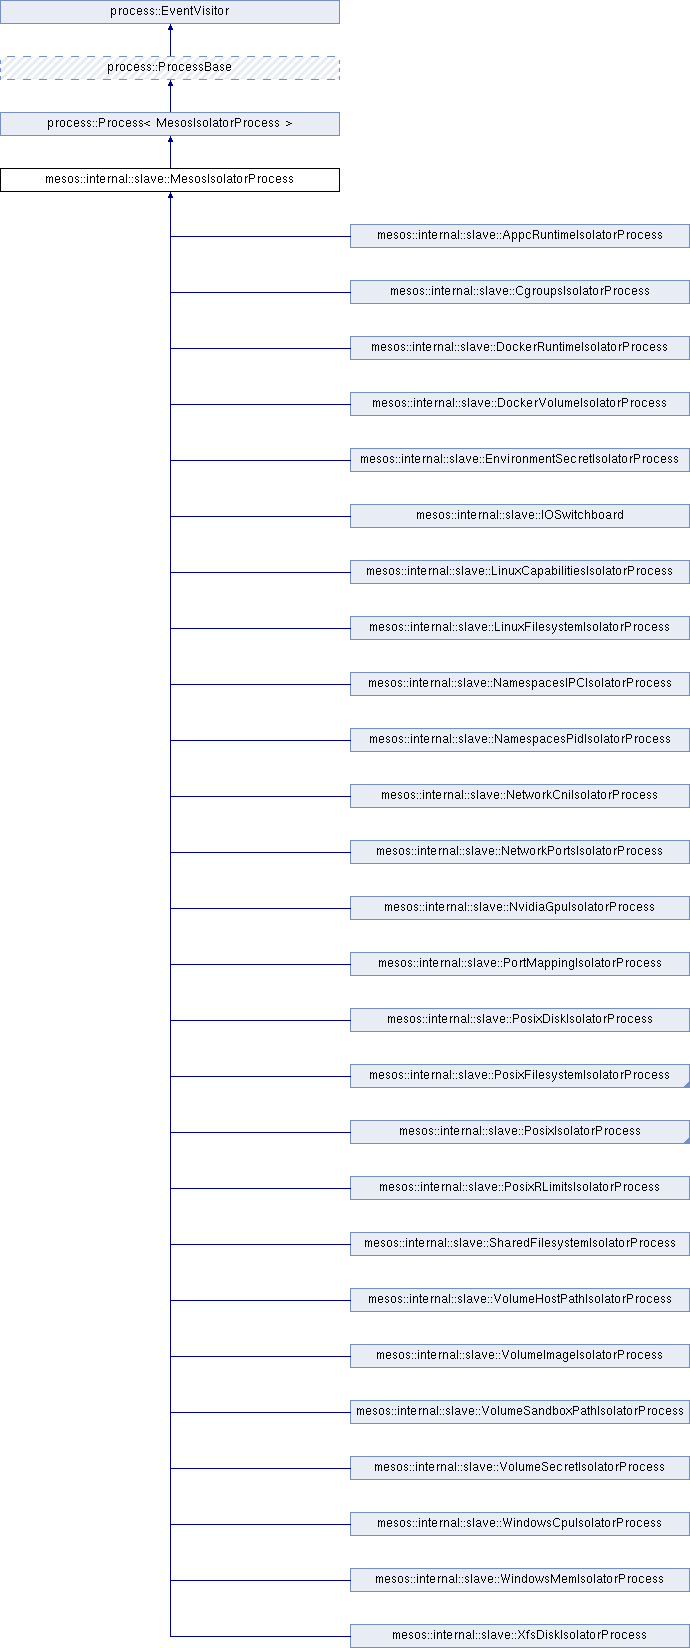 process::EventVisitor
process::ProcessBase
process::Process< MesosIsolatorProcess >
mesos::internal::slave::MesosIsolatorProcess
mesos::internal::slave::AppcRuntimeIsolatorProcess
mesos::internal::slave::CgroupsIsolatorProcess
mesos::internal::slave::DockerRuntimeIsolatorProcess
mesos::internal::slave::DockerVolumeIsolatorProcess
mesos::internal::slave::EnvironmentSecretIsolatorProcess
mesos::internal::slave::IOSwitchboard
mesos::internal::slave::LinuxCapabilitiesIsolatorProcess
mesos::internal::slave::LinuxFilesystemIsolatorProcess
mesos::internal::slave::NamespacesIPCIsolatorProcess
mesos::internal::slave::NamespacesPidIsolatorProcess
mesos::internal::slave::NetworkCniIsolatorProcess
mesos::internal::slave::NetworkPortsIsolatorProcess
mesos::internal::slave::NvidiaGpuIsolatorProcess
mesos::internal::slave::PortMappingIsolatorProcess
mesos::internal::slave::PosixDiskIsolatorProcess
mesos::internal::slave::PosixFilesystemIsolatorProcess
mesos::internal::slave::PosixIsolatorProcess
mesos::internal::slave::PosixRLimitsIsolatorProcess
mesos::internal::slave::SharedFilesystemIsolatorProcess
mesos::internal::slave::VolumeHostPathIsolatorProcess
mesos::internal::slave::VolumeImageIsolatorProcess
mesos::internal::slave::VolumeSandboxPathIsolatorProcess
mesos::internal::slave::VolumeSecretIsolatorProcess
mesos::internal::slave::WindowsCpuIsolatorProcess
mesos::internal::slave::WindowsMemIsolatorProcess
mesos::internal::slave::XfsDiskIsolatorProcess